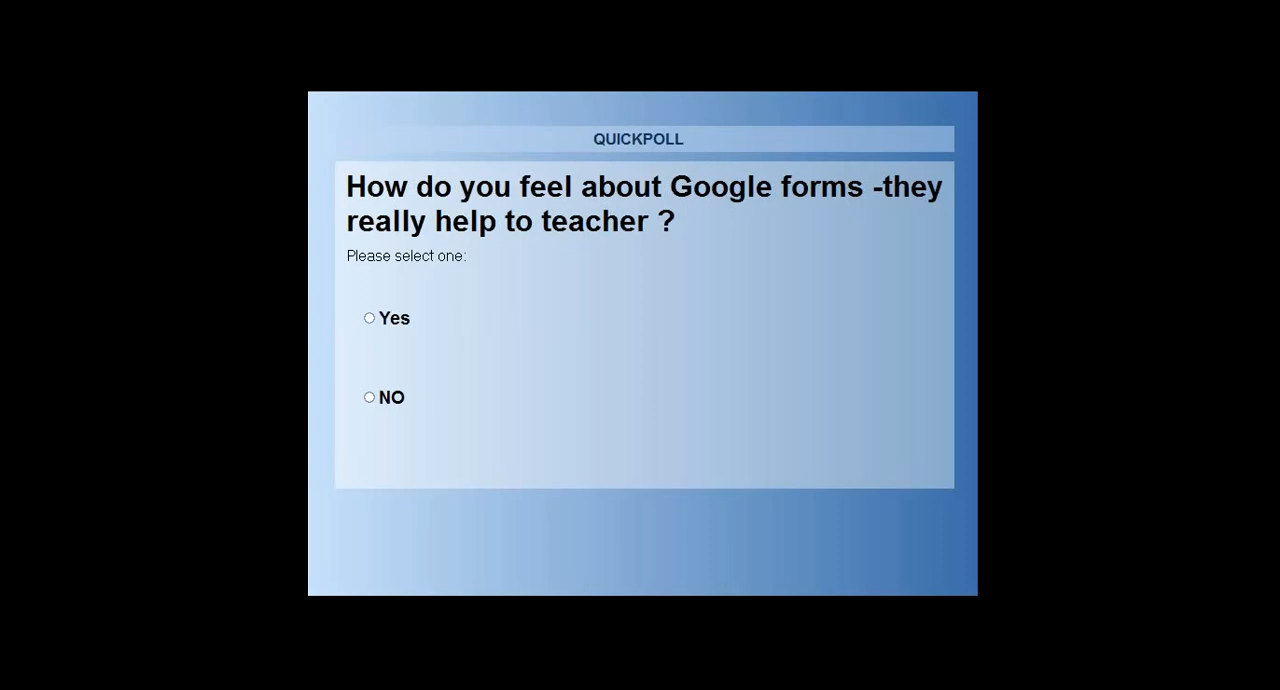 QUICKPOLL
How do you feel about Google forms -they
really help to teacher ?
Please select one:
Yes
NO